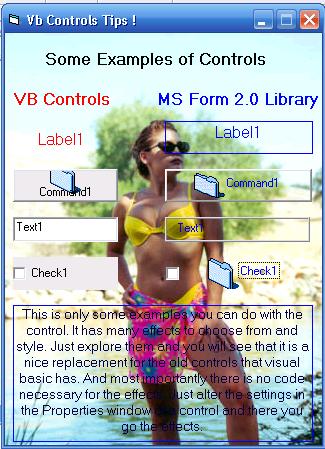 Vb Controls Tips !
Some Examples of Controls
VB Controls MS Form 2.0 Library
Label1 Label1
Command1 Command1
Text1 Text1
Check1 Check1
This is only some examples you can do with the
control. It has many effects to choose from and
style. Just explore them and you will see that it is a
nice replacement for the old controls that visual
basic has. And most importantly there is no code
necessary for the effects. Just alter the settings in
the Properties window of a control and there you
go the effects.